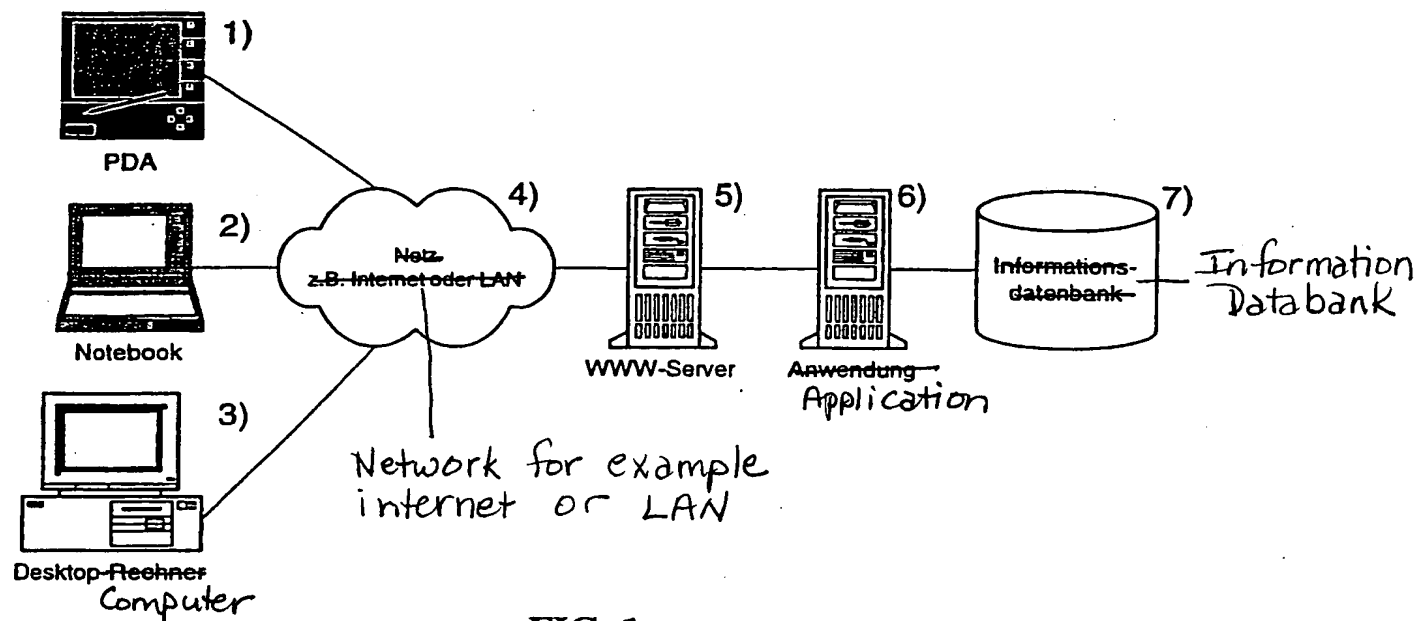 1)
PDA
2)
Notebook
3)
Desktop-Rechner
Computer
4)
Netz.
z.B. Internet oder LAN
Network for example
internet or LAN
5)
WWW-Server
6)
Anwendung
Application
7)
Informations-
datenbank
Information
Databank